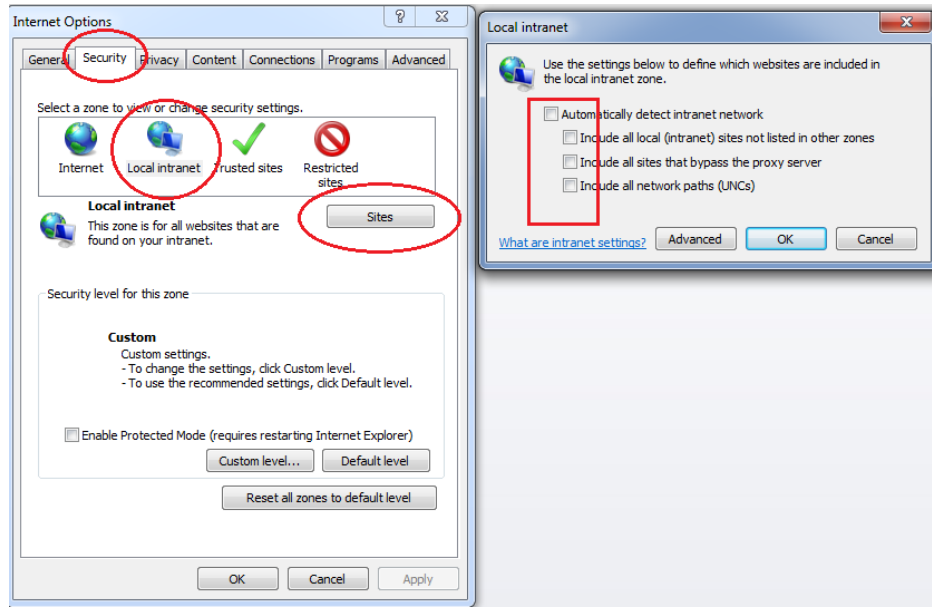 Internet Options
General Security Privacy Content Connections Programs Advanced
Select a zone to view or change security settings.
Internet Local intranet Trusted sites Restricted
sites
Local intranet
This zone is for all websites that are
found on your intranet.
Sites
Security level for this zone
Custom
Custom settings.
- To change the settings, click Custom level.
- To use the recommended settings, click Default level.
Enable Protected Mode (requires restarting Internet Explorer)
Custom level... Default level
Reset all zones to default level
OK Cancel Apply
Local intranet
Use the settings below to define which websites are included in
the local intranet zone.
Automatically detect intranet network
Include all local (intranet) sites not listed in other zones
Include all sites that bypass the proxy server
Include all network paths (UNCs)
What are intranet settings? Advanced OK Cancel